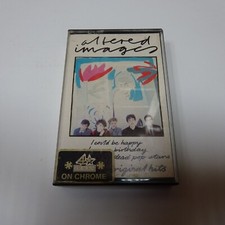 altered
images
I could be happy
birthday
dead pop stars
original hits
ON CHROME